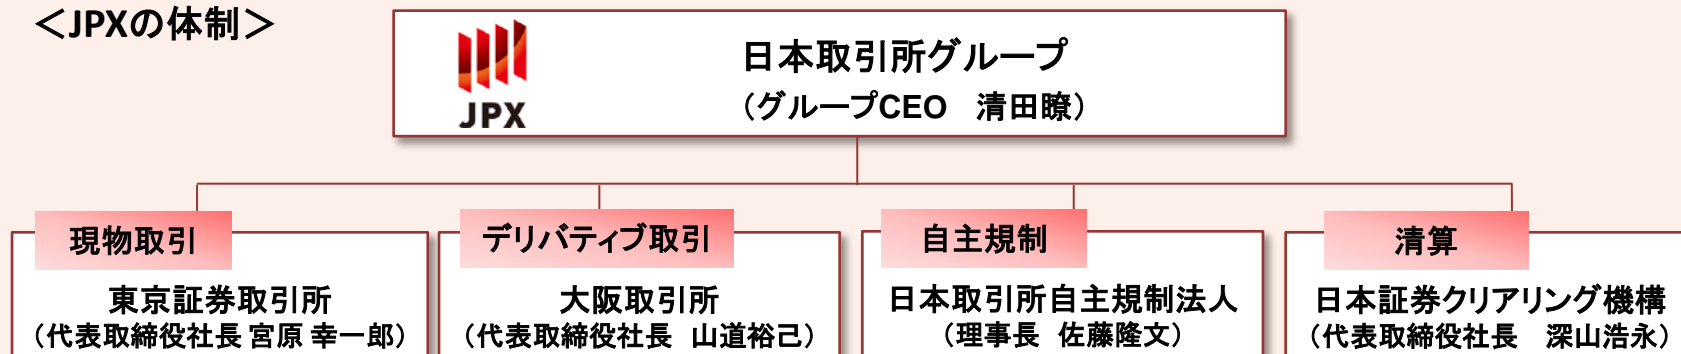 ＜JPXの体制＞
JPX
日本取引所グループ
（グループCEO　清田瞭）
現物取引
東京証券取引所
（代表取締役社長 宮原 幸一郎）
デリバティブ取引
大阪取引所
（代表取締役社長　山道裕己）
自主規制
日本取引所自主規制法人
（理事長　佐藤隆文）
清算
日本証券クリアリング機構
（代表取締役社長　深山浩永）